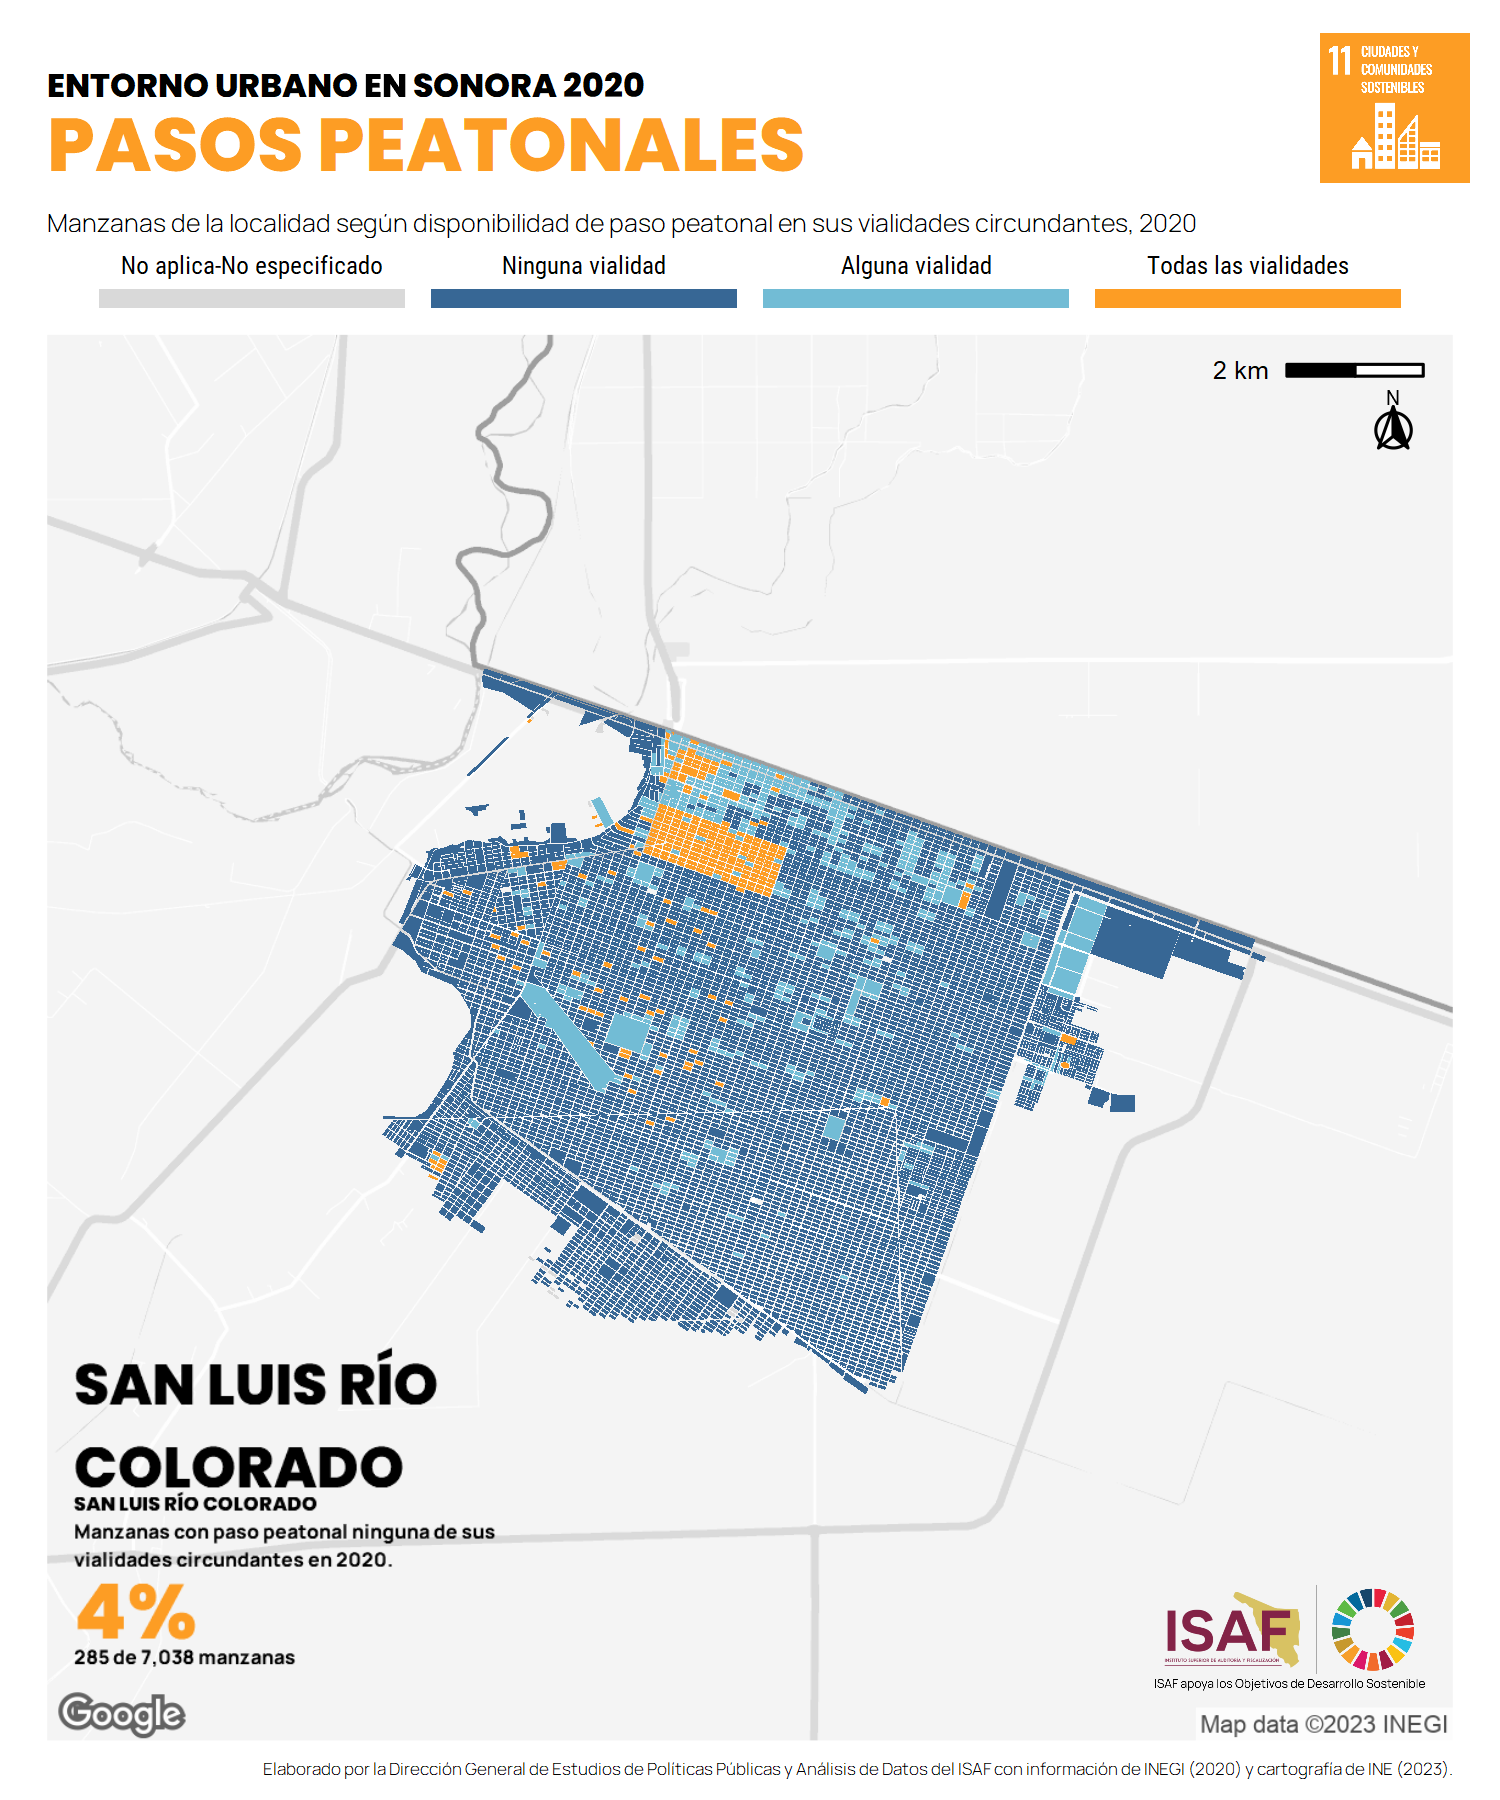 ENTORNO URBANO EN SONORA 2020
PASOS PEATONALES
11 CIUDADES Y
COMUNIDADES
SOSTENIBLES
Manzanas de la localidad según disponibilidad de paso peatonal en sus vialidades circundantes, 2020
No aplica-No especificado
Ninguna vialidad
Alguna vialidad
Todas las vialidades
2 km
N
SAN LUIS RÍO
COLORADO
SAN LUIS RÍO COLORADO
Manzanas con paso peatonal ninguna de sus
vialidades circundantes en 2020.
4%
285 de 7,038 manzanas
Google
ISAF
INSTITUTO SUPERIOR DE AUDITORÍA Y FISCALIZACIÓN
ISAF apoya los Objetivos de Desarrollo Sostenible
Map data ©2023 INEGI
Elaborado por la Dirección General de Estudios de Políticas Públicas y Análisis de Datos del ISAF con información de INEGI (2020) y cartografía de INE (2023).